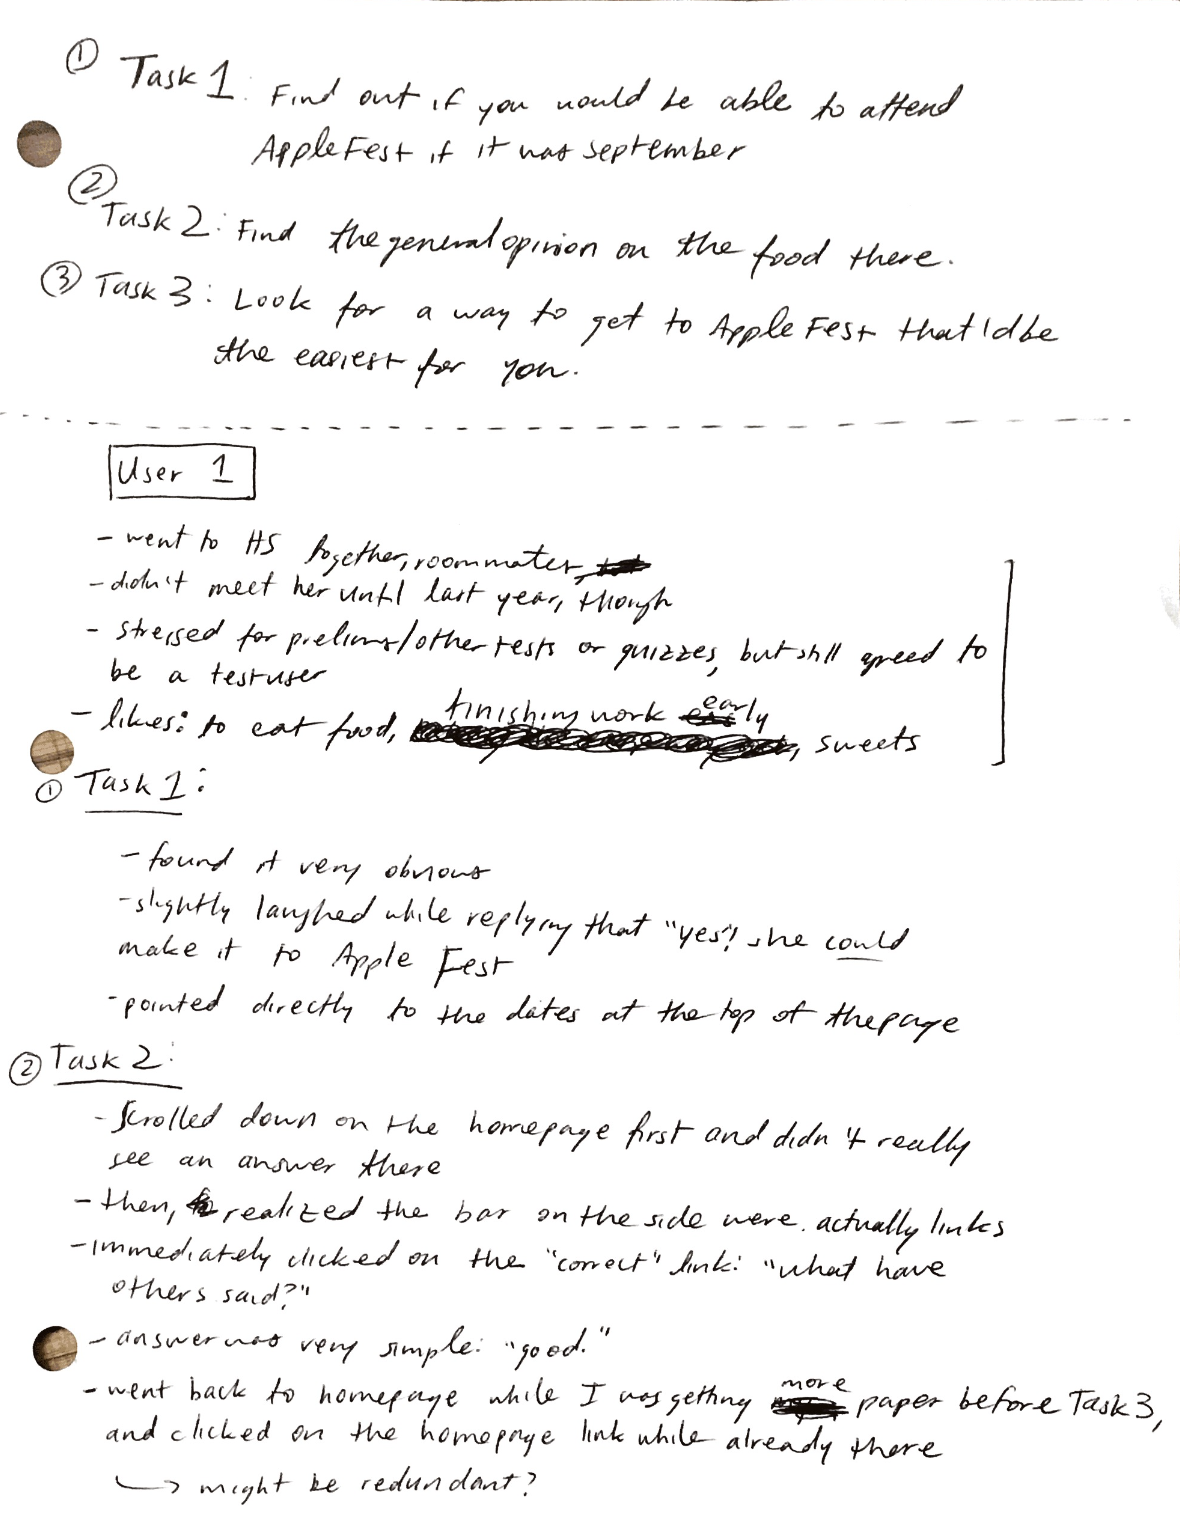 ① Task 1: Find out if you would be able to attend
AppleFest if it was september
② Task 2: Find the general opinion on the food there.
③ Task 3: Look for a way to get to AppleFest that'd be
the easiest for you.
User 1
- went to HS together, roommates,
- didn't meet her until last year, though
- stressed for prelims/other tests or quizzes, but still agreed to
be a test user
- likes: to eat food, finishing work early, sweets
① Task 1:
- found it very obvious
- slightly laughed while replying that "yes", she could
make it to Apple Fest
- pointed directly to the dates at the top of the page
② Task 2:
- Scrolled down on the homepage first and didn't really
see an answer there
- then, realized the bar on the side were actually links
- immediately clicked on the "correct" link: "what have
others said?"
- answer was very simple: "good."
- went back to homepage while I was getting more paper before Task 3,
and clicked on the homepage link while already there
↳ might be redundant?